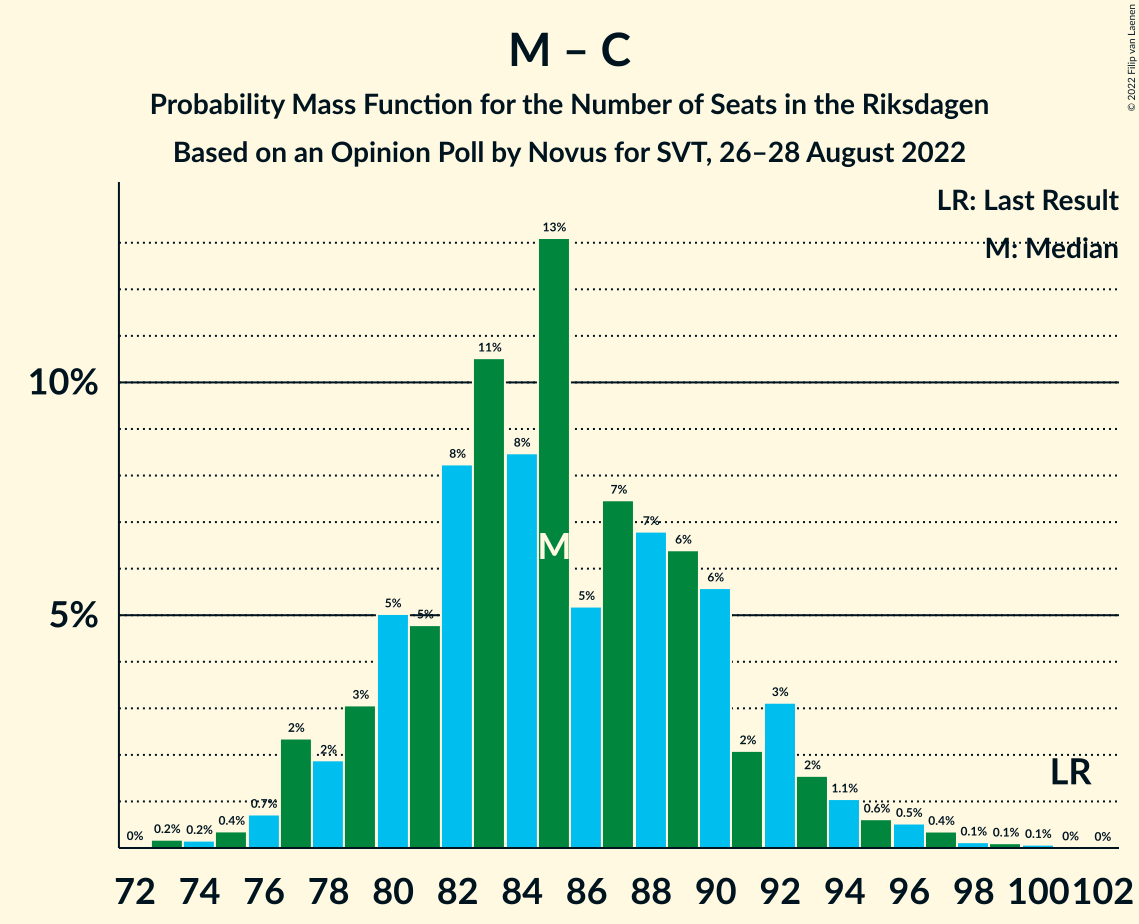 M – C
Probability Mass Function for the Number of Seats in the Riksdagen
Based on an Opinion Poll by Novus for SVT, 26–28 August 2022
© 2022 Filip van Laenen
LR: Last Result
M: Median
10%
5%
0% 0.2% 0.2% 0.4% 0.7% 2% 2% 3% 5% 5% 8% 11% 8% 13% 5% 7% 7% 6% 6% 2% 3% 2% 1.1% 0.6% 0.5% 0.4% 0.1% 0.1% 0.1% 0% 0%
M
LR
72 74 76 78 80 82 84 86 88 90 92 94 96 98 100 102